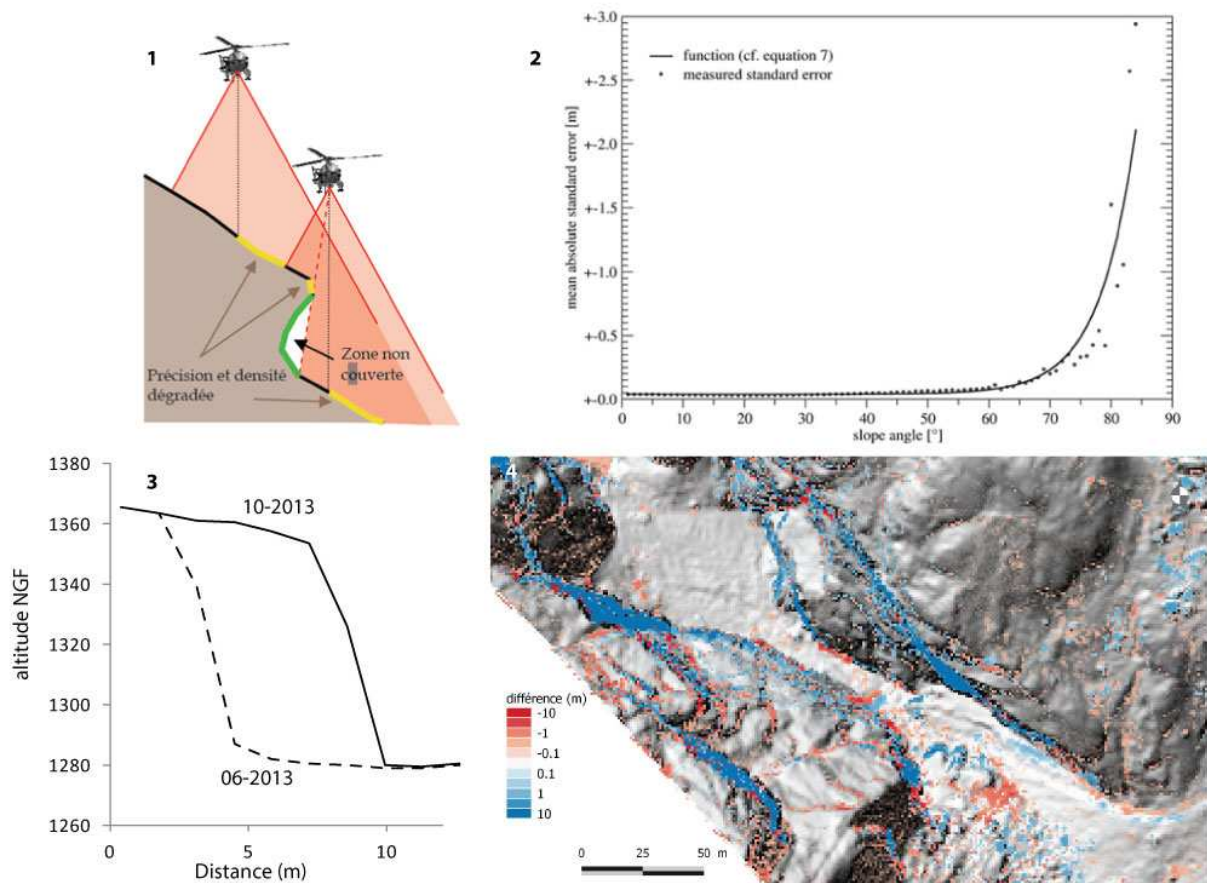 1
Zone non
couverte
Précision et densité
dégradée
2
+-3.0
+-2.5
+-2.0
+-1.5
+-1.0
+-0.5
+-0.0
mean absolute standard error [m]
function (cf. equation 7)
measured standard error
0 10 20 30 40 50 60 70 80 90
slope angle [°]
3
1380
1360
1340
1320
1300
1280
1260
altitude NGF
10-2013
06-2013
0 5 10
Distance (m)
4
différence (m)
-10
-1
-0.1
0.1
1
10
0 25 50 m